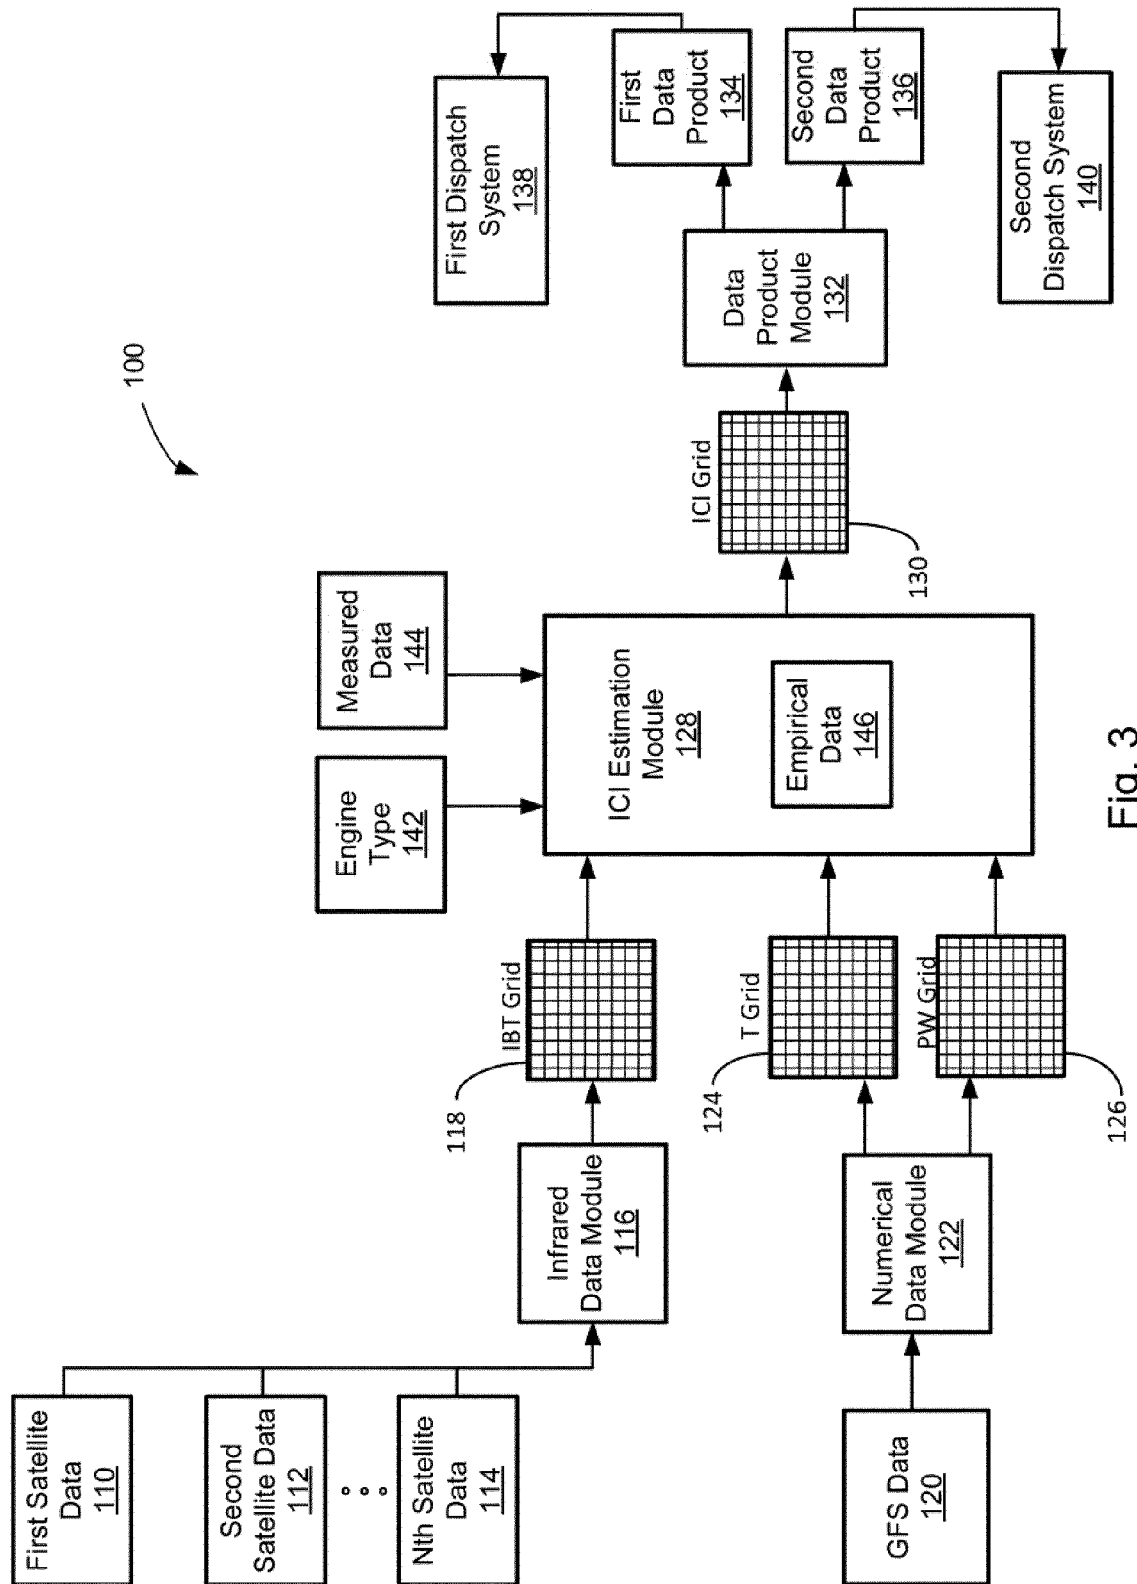 100
First Satellite
Data
110
Second
Satellite Data
112
Nth Satellite
Data
114
Infrared
Data Module
116
118
IBT Grid
GFS Data
120
Numerical
Data Module
122
124
T Grid
PW Grid
126
Engine
Type
142
Measured
Data
144
ICI Estimation
Module
128
Empirical
Data
146
ICI Grid
130
Data
Product
Module
132
First
Data
Product
134
Second
Data
Product
136
First Dispatch
System
138
Second
Dispatch System
140
Fig. 3